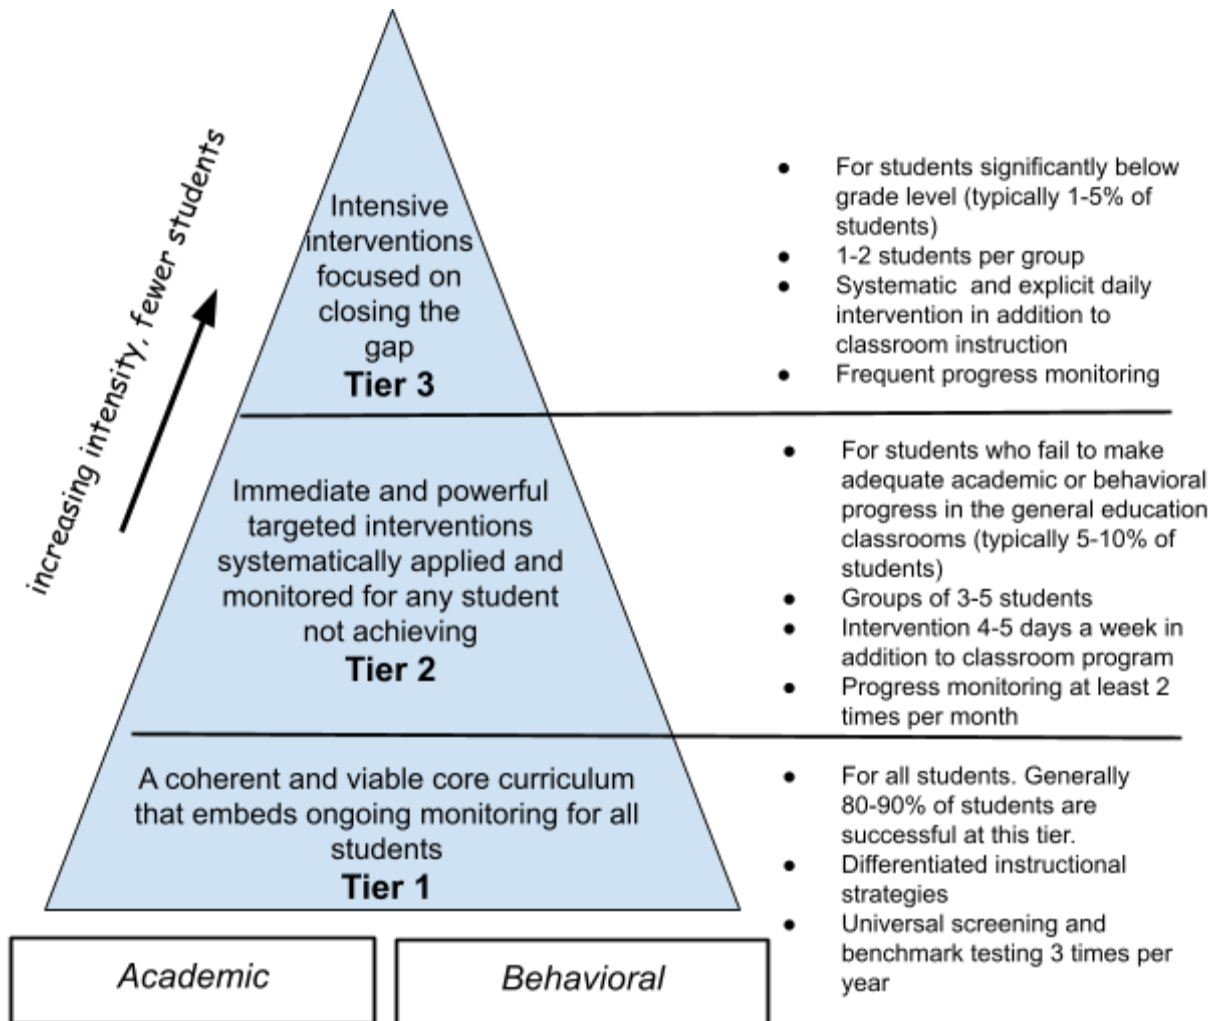 increasing intensity, fewer students
Intensive
interventions
focused on
closing the
gap
Tier 3
● For students significantly below
grade level (typically 1-5% of
students)
● 1-2 students per group
● Systematic  and explicit daily
intervention in addition to
classroom instruction
● Frequent progress monitoring
Immediate and powerful
targeted interventions
systematically applied and
monitored for any student
not achieving
Tier 2
● For students who fail to make
adequate academic or behavioral
progress in the general education
classrooms (typically 5-10% of
students)
● Groups of 3-5 students
● Intervention 4-5 days a week in
addition to classroom program
● Progress monitoring at least 2
times per month
A coherent and viable core curriculum
that embeds ongoing monitoring for all
students
Tier 1
● For all students. Generally
80-90% of students are
successful at this tier.
● Differentiated instructional
strategies
● Universal screening and
benchmark testing 3 times per
year
Academic
Behavioral